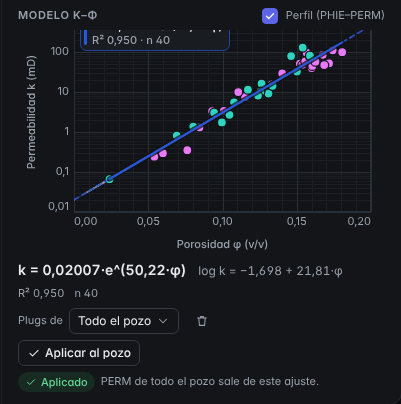 MODELO K–Φ
Perfil (PHIE–PERM)
R² 0,950 · n 40
Permeabilidad k (mD)
100
10
1
0,1
0,01
0,00
0,05
0,10
0,15
0,20
Porosidad φ (v/v)
k = 0,02007·e^(50,22·φ) log k = −1,698 + 21,81·φ
R² 0,950 n 40
Plugs de Todo el pozo
Aplicar al pozo
Aplicado PERM de todo el pozo sale de este ajuste.